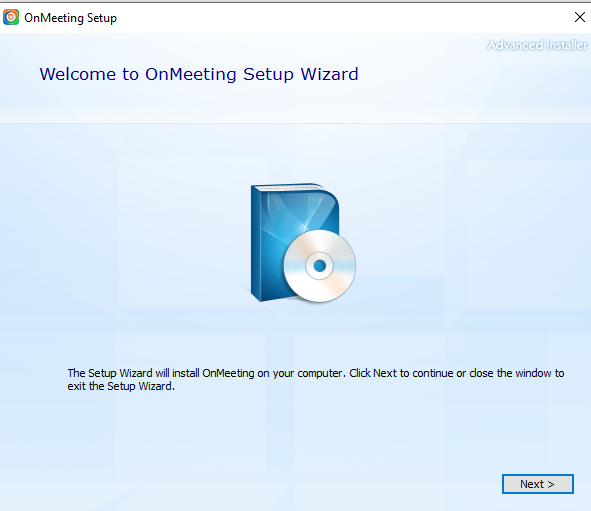 OnMeeting Setup
Advanced Installer
Welcome to OnMeeting Setup Wizard
The Setup Wizard will install OnMeeting on your computer. Click Next to continue or close the window to
exit the Setup Wizard.
Next >